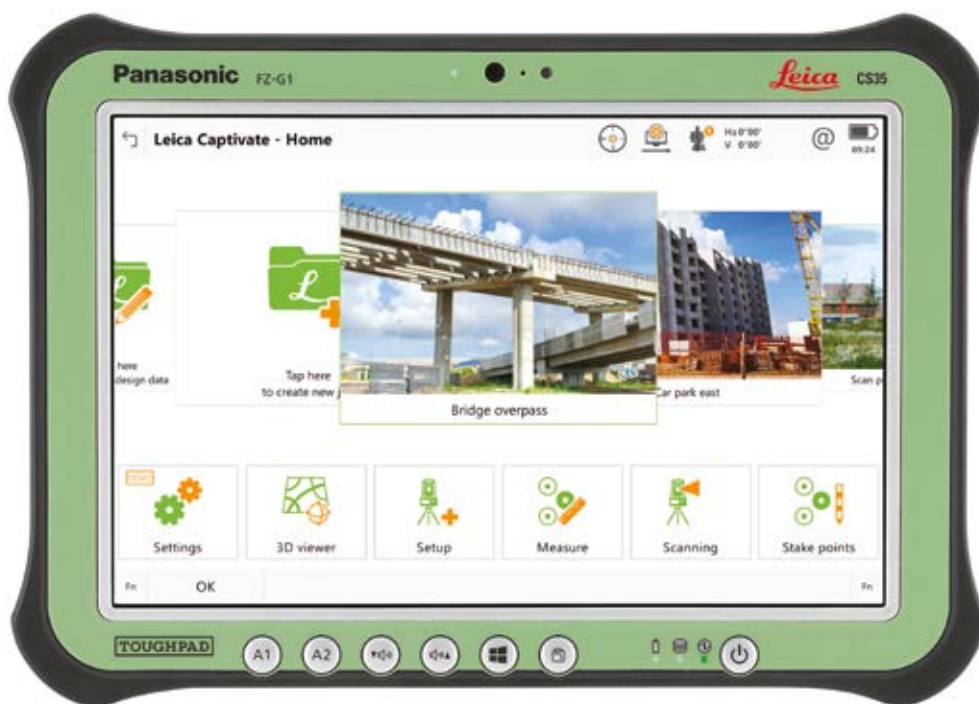 Panasonic FZ-G1
Leica CS35
Leica Captivate - Home
Hz 0°00'
V 0°00'
@
09:24
here
design data
Tap here
to create new j
Bridge overpass
Car park east
Scan p
DEMO
Settings
3D viewer
Setup
Measure
Scanning
Stake points
Fn
OK
Fn
TOUGHPAD
A1
A2